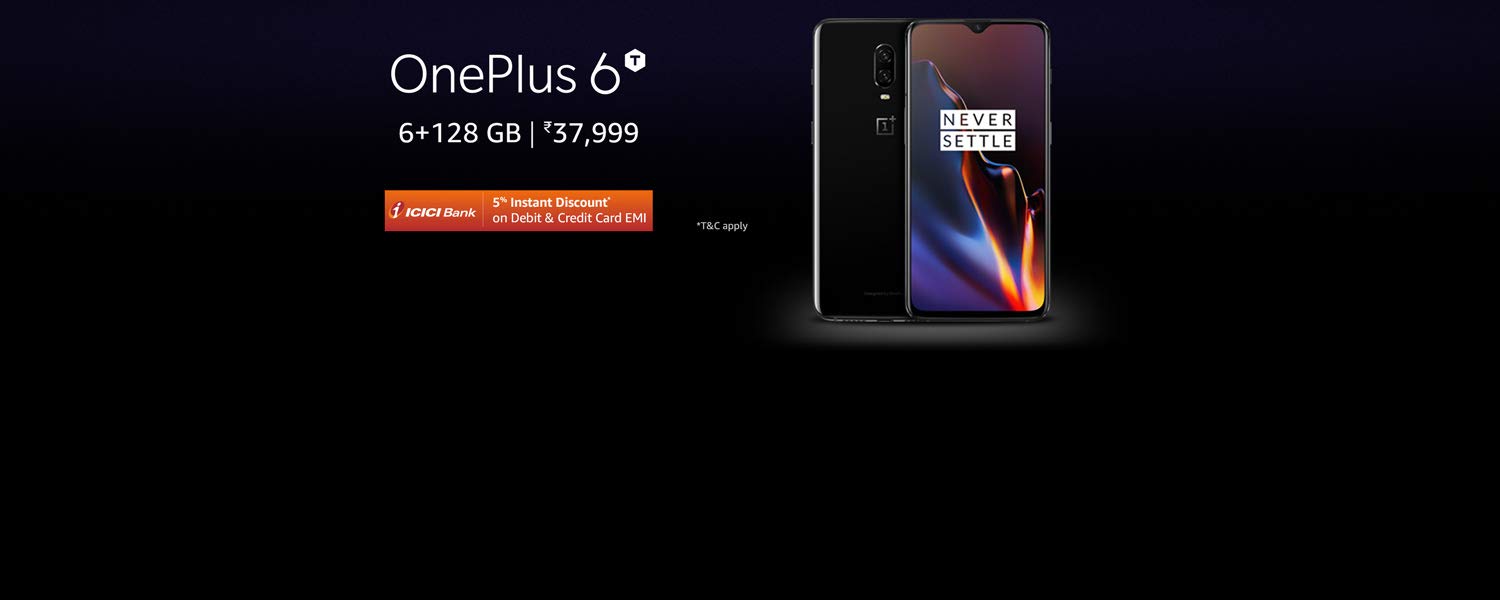 OnePlus 6T
6+128 GB | ₹37,999
ICICI Bank
5% Instant Discount*
on Debit & Credit Card EMI
*T&C apply
1+
NEVER
SETTLE